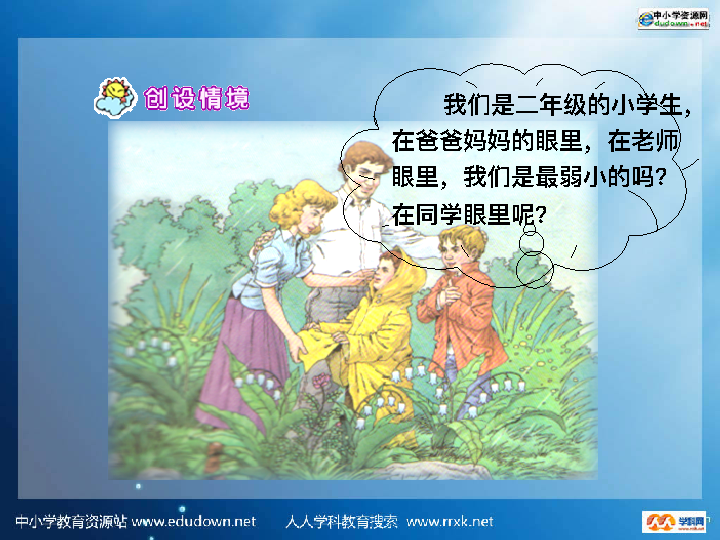 中小学资源网
edudown.net
创设情境
我们是二年级的小学生，
在爸爸妈妈的眼里，在老师
眼里，我们是最弱小的吗？
在同学眼里呢？
中小学教育资源站 www.edudown.net 人人学科教育搜索 www.rrxk.net
学科网